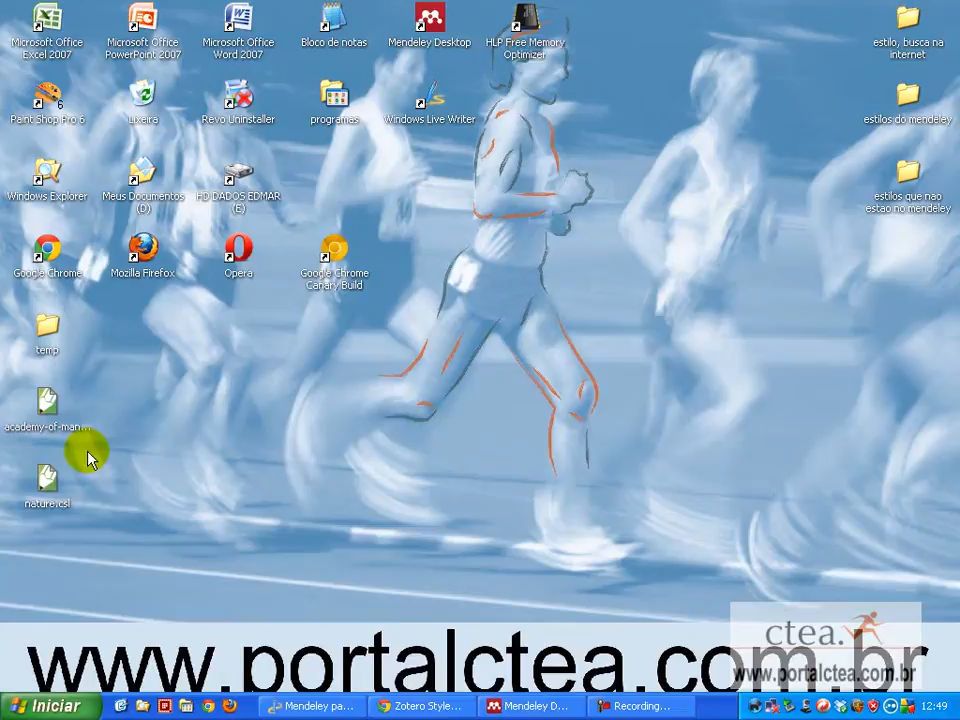 Microsoft Office
Excel 2007
Microsoft Office
PowerPoint 2007
Microsoft Office
Word 2007
Bloco de notas
Mendeley Desktop
HLP Free Memory
Optimizer
estilo, busca na
internet
6
Paint Shop Pro 6
Lixeira
Revo Uninstaller
programas
Windows Live Writer
estilos do mendeley
Windows Explorer
Meus Documentos
(D)
HD DADOS EDMAR
(E)
estilos que nao
estao no mendeley
Google Chrome
Mozilla Firefox
Opera
Google Chrome
Canary Build
temp
academy-of-man...
nature.csl
ctea.
www.portalctea.com.br
www.portalctea.com.br
Iniciar
Mendeley pa...
Zotero Style...
Mendeley D...
Recording...
12:49